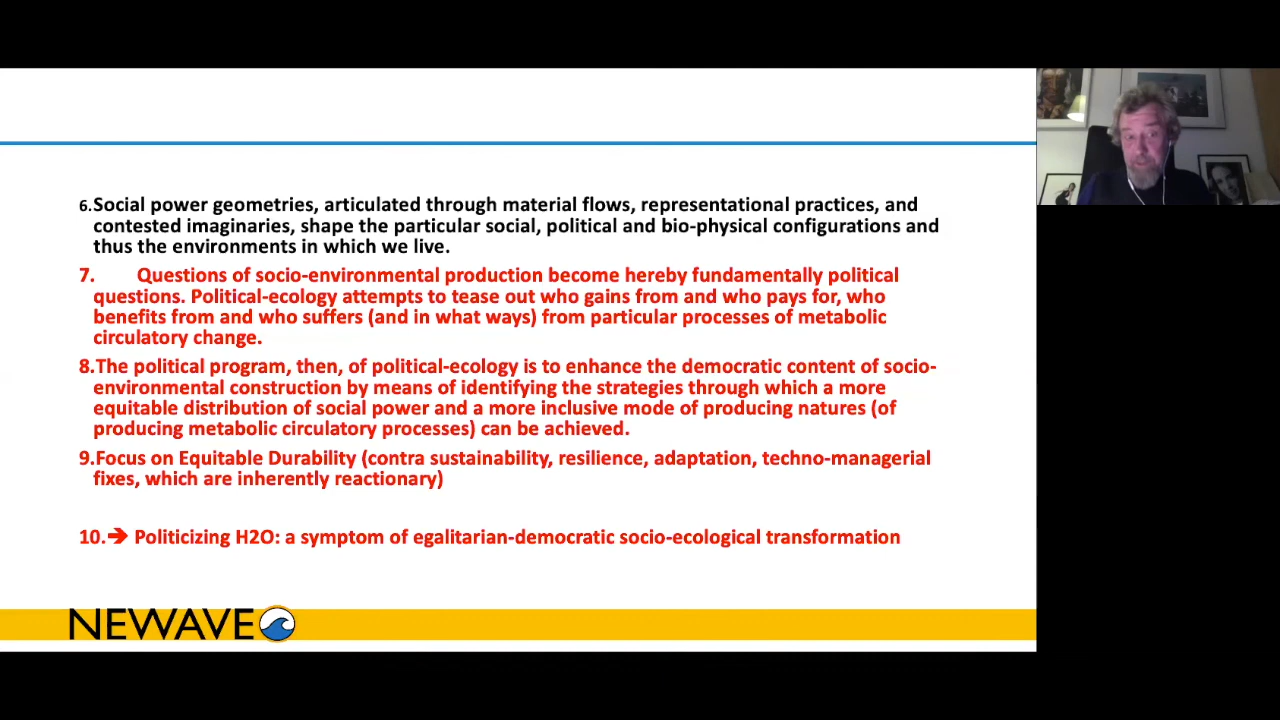 6.Social power geometries, articulated through material flows, representational practices, and
contested imaginaries, shape the particular social, political and bio-physical configurations and
thus the environments in which we live.
7. Questions of socio-environmental production become hereby fundamentally political
questions. Political-ecology attempts to tease out who gains from and who pays for, who
benefits from and who suffers (and in what ways) from particular processes of metabolic
circulatory change.
8.The political program, then, of political-ecology is to enhance the democratic content of socio-
environmental construction by means of identifying the strategies through which a more
equitable distribution of social power and a more inclusive mode of producing natures (of
producing metabolic circulatory processes) can be achieved.
9.Focus on Equitable Durability (contra sustainability, resilience, adaptation, techno-managerial
fixes, which are inherently reactionary)
10.➔ Politicizing H2O: a symptom of egalitarian-democratic socio-ecological transformation
NEWAVE